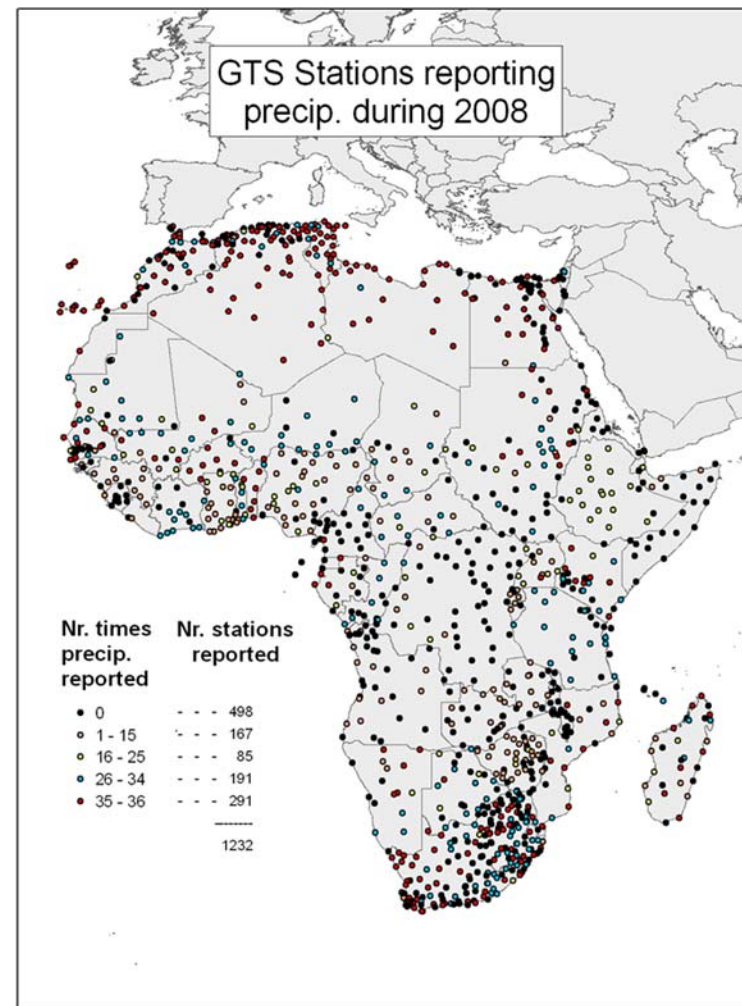 GTS Stations reporting
precip. during 2008
Nr. times Nr. stations
precip. reported
reported
0 - - - 498
1 - 15 - - - 167
16 - 25 - - - 85
26 - 34 - - - 191
35 - 36 - - - 291
--------
1232